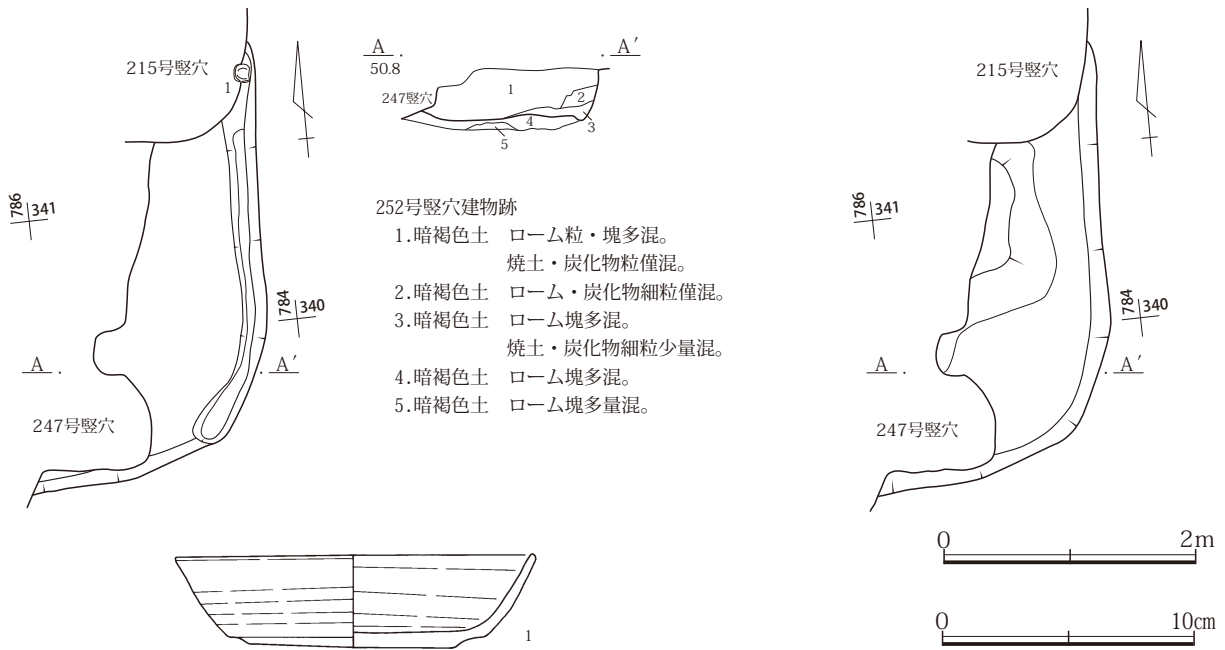 215号竪穴
1
786
341
784
340
A
A′
247号竪穴
A
50.8
A′
247竪穴
1
2
3
4
5
252号竪穴建物跡
1.暗褐色土　ローム粒・塊多混。
焼土・炭化物粒僅混。
2.暗褐色土　ローム・炭化物細粒僅混。
3.暗褐色土　ローム塊多混。
焼土・炭化物細粒少量混。
4.暗褐色土　ローム塊多混。
5.暗褐色土　ローム塊多量混。
215号竪穴
786
341
784
340
A
A′
247号竪穴
1
0 2m
0 10cm